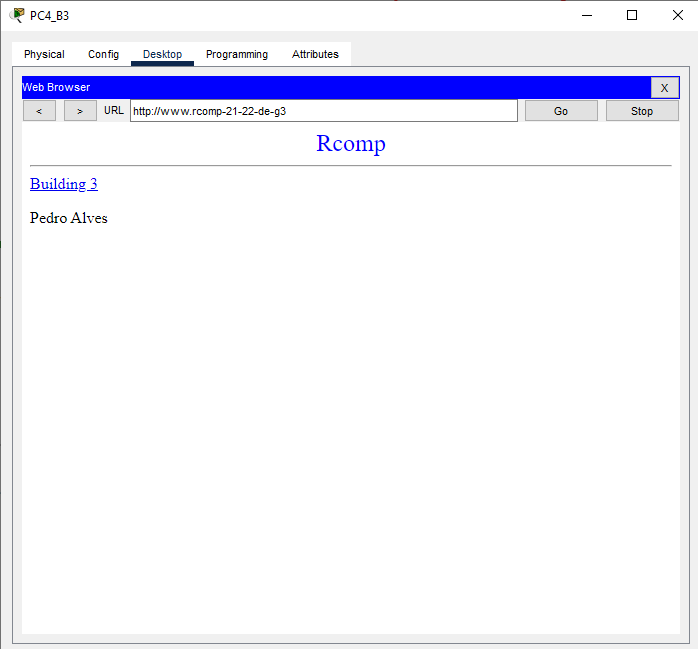 PC4_B3
Physical Config Desktop Programming Attributes
Web Browser X
< > URL http://www.rcomp-21-22-de-g3 Go Stop
Rcomp
Building 3
Pedro Alves